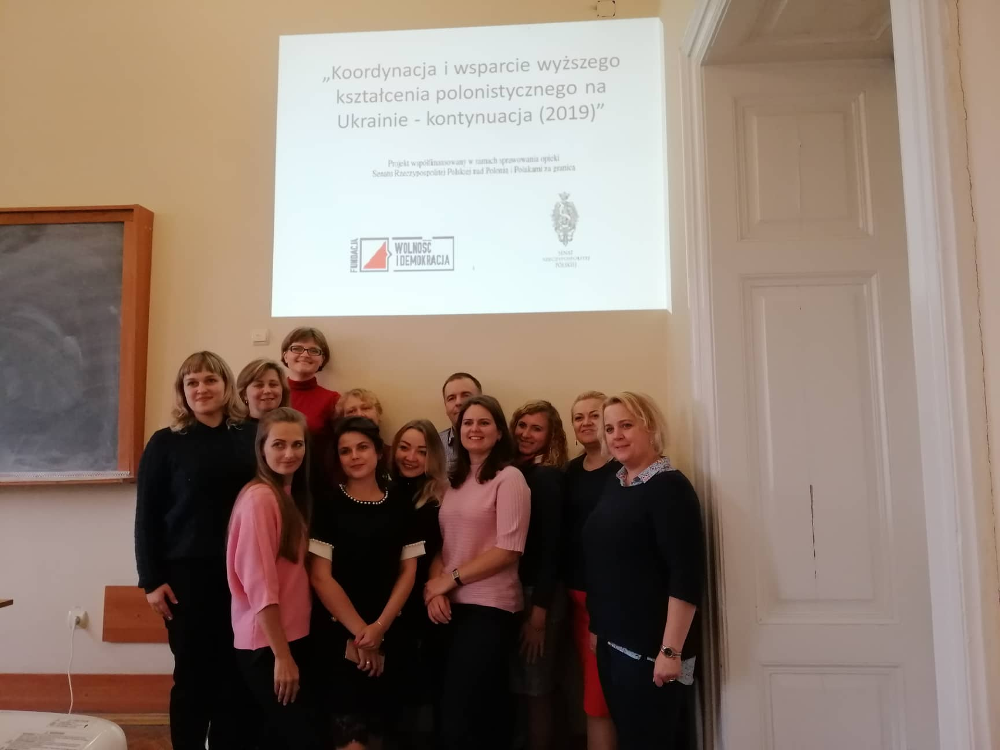 „Koordynacja i wsparcie wyższego
kształcenia polonistycznego na
Ukrainie - kontynuacja (2019)”
Projekt współfinansowany w ramach sprawowania opieki
Senatu Rzeczypospolitej Polskiej nad Polonią i Polakami za granicą
FUNDACJA
WOLNOŚĆ
I DEMOKRACJA
SENAT
RZECZYPOSPOLITEJ
POLSKIEJ